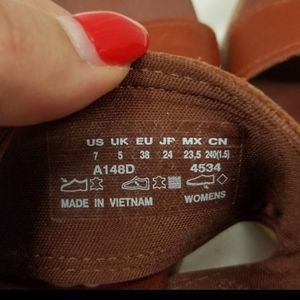 US UK EU JP MX CN
7 5 38 24 23,5 240(1.5)
A148D 4534
MADE IN VIETNAM WOMENS